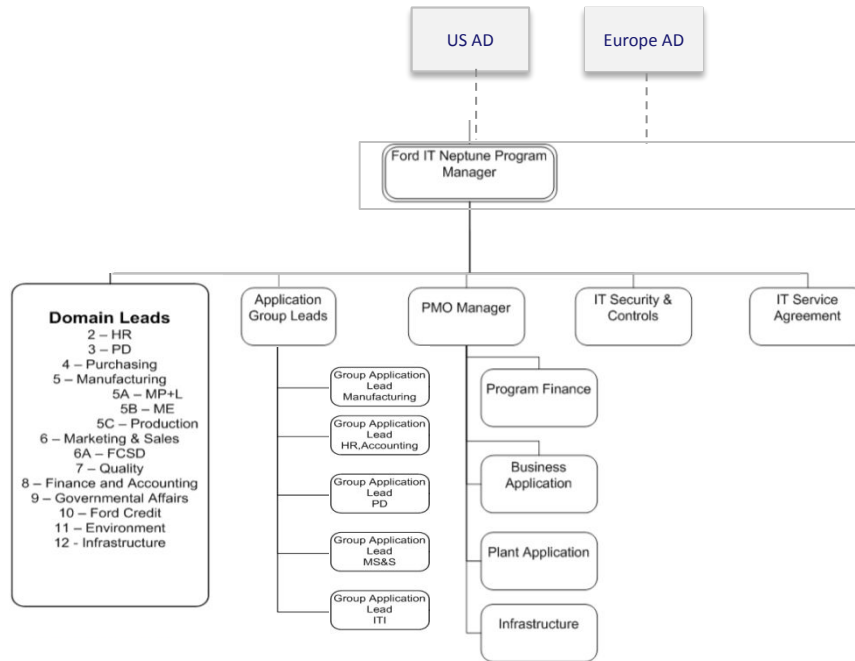 US AD
Europe AD
Ford IT Neptune Program
Manager
Domain Leads
2 – HR
3 – PD
4 – Purchasing
5 – Manufacturing
5A – MP+L
5B – ME
5C – Production
6 – Marketing & Sales
6A – FCSD
7 – Quality
8 – Finance and Accounting
9 – Governmental Affairs
10 – Ford Credit
11 – Environment
12 - Infrastructure
Application
Group Leads
Group Application
Lead
Manufacturing
Group Application
Lead
HR,Accounting
Group Application
Lead
PD
Group Application
Lead
MS&S
Group Application
Lead
ITI
PMO Manager
Program Finance
Business
Application
Plant Application
Infrastructure
IT Security &
Controls
IT Service
Agreement